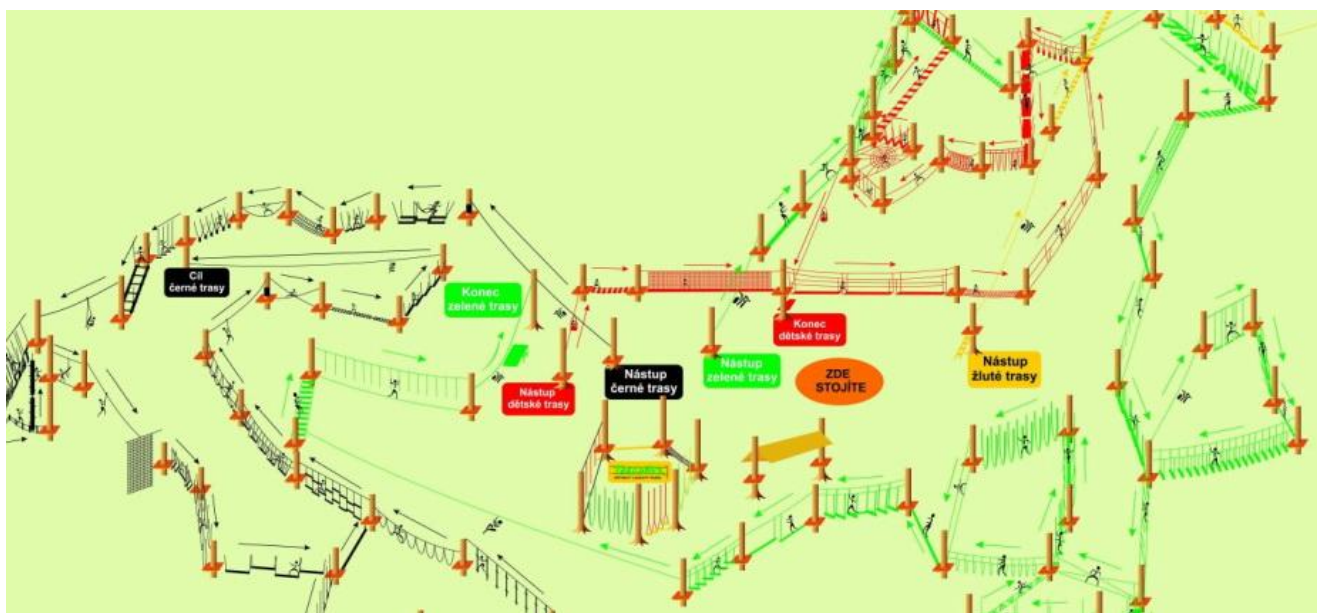 Cíl
černé trasy
Konec
zelené trasy
Nástup
dětské trasy
Nástup
černé trasy
Nástup
zelené trasy
Konec
dětské trasy
ZDE
STOJÍTE
Nástup
žluté trasy